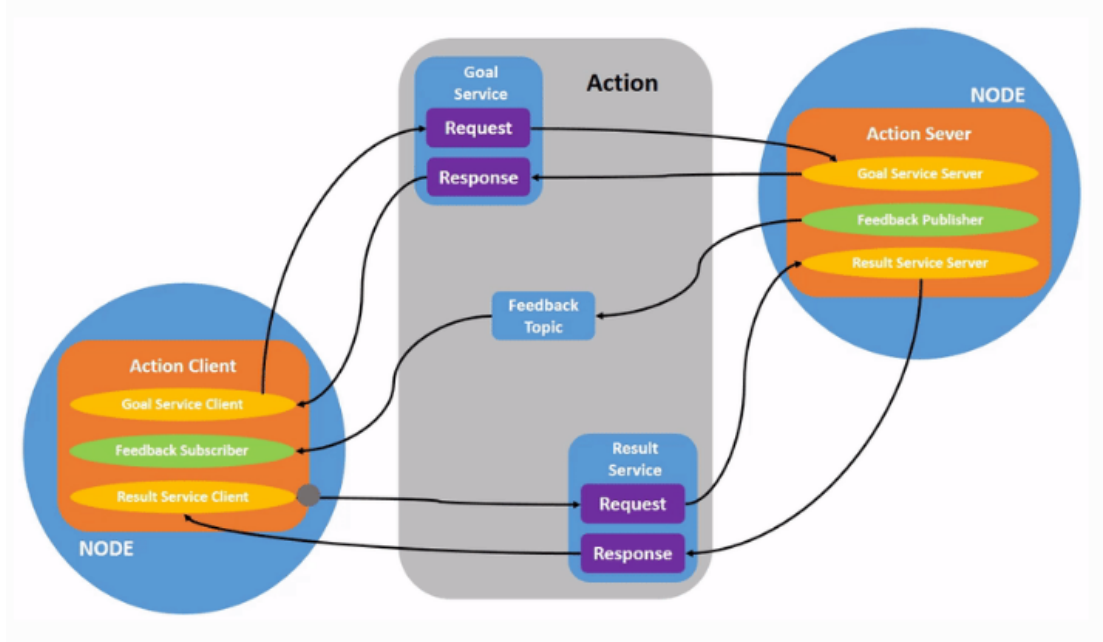 Goal
Service
Request
Response
Action
NODE
Action Sever
Goal Service Server
Feedback Publisher
Result Service Server
Feedback
Topic
Action Client
Goal Service Client
Feedback Subscriber
Result Service Client
NODE
Result
Service
Request
Response